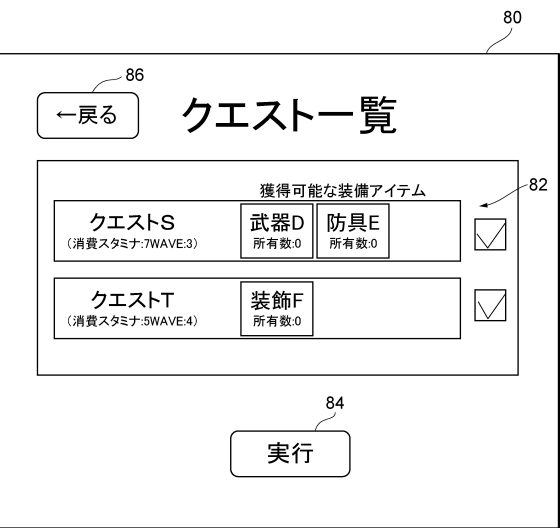 80
86
←戻る
クエスト一覧
獲得可能な装備アイテム
82
クエストS
(消費スタミナ:7WAVE:3)
武器D
所有数:0
防具E
所有数:0
クエストT
(消費スタミナ:5WAVE:4)
装飾F
所有数:0
84
実行